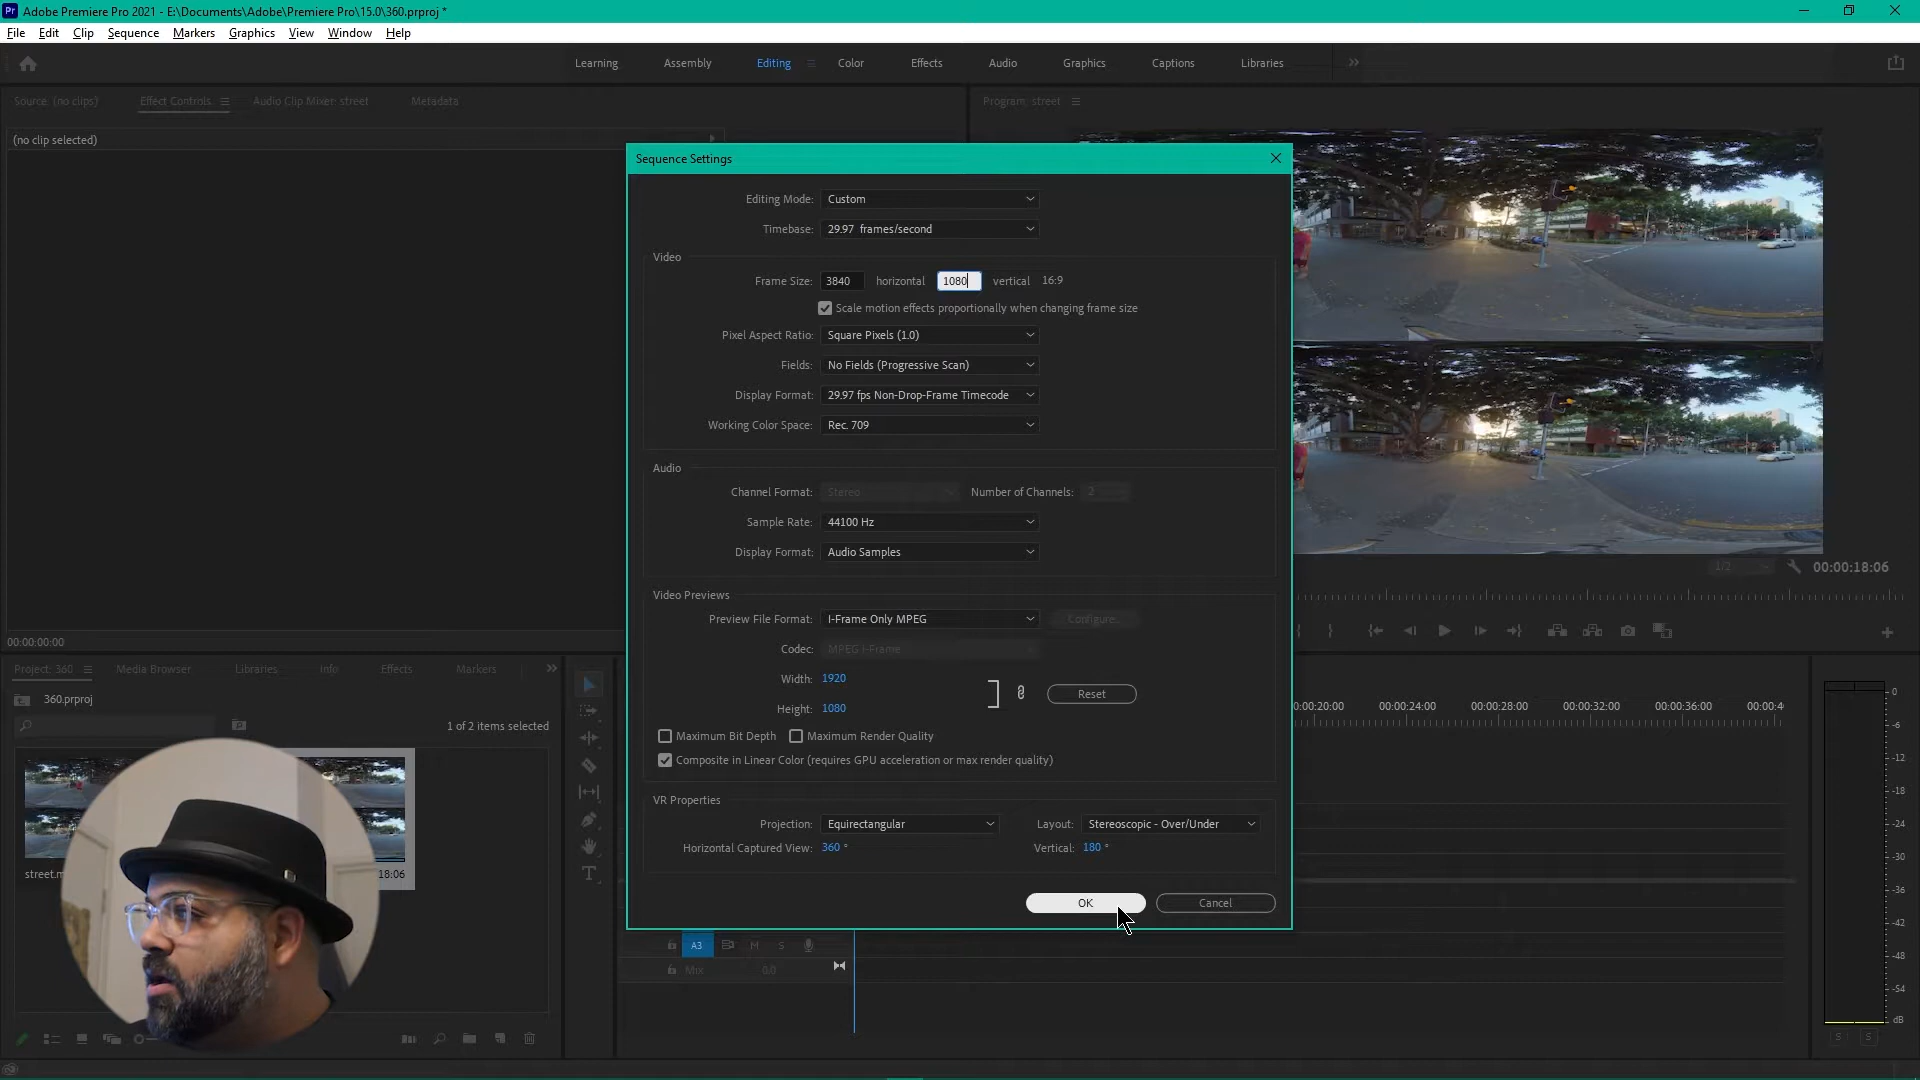 Pr Adobe Premiere Pro 2021 - E:\Documents\Adobe\Premiere Pro\15.0\360.prproj *
File Edit Clip Sequence Markers Graphics View Window Help
Learning Assembly Editing Color Effects Audio Graphics Captions Libraries
Source: (no clips) Effect Controls Audio Clip Mixer: street Metadata Program: street
(no clip selected)
Sequence Settings
Editing Mode: Custom
Timebase: 29.97 frames/second
Video
Frame Size: 3840 horizontal 1080 vertical 16:9
Scale motion effects proportionally when changing frame size
Pixel Aspect Ratio: Square Pixels (1.0)
Fields: No Fields (Progressive Scan)
Display Format: 29.97 fps Non-Drop-Frame Timecode
Working Color Space: Rec. 709
Audio
Channel Format: Stereo Number of Channels: 2
Sample Rate: 44100 Hz
Display Format: Audio Samples
Video Previews
Preview File Format: I-Frame Only MPEG Configure...
Codec: MPEG I-Frame
Width: 1920
Height: 1080
Reset
Maximum Bit Depth Maximum Render Quality
Composite in Linear Color (requires GPU acceleration or max render quality)
VR Properties
Projection: Equirectangular Layout: Stereoscopic - Over/Under
Horizontal Captured View: 360 ° Vertical: 180 °
OK Cancel
1/2 00:00:18:06
00:00:00:00
Project: 360 Media Browser Libraries Info Effects Markers
360.prproj
1 of 2 items selected
street.m 18:06
0:00:20:00 00:00:24:00 00:00:28:00 00:00:32:00 00:00:36:00 00:00:4
A3 M S
Mix 0.0
0
-6
-12
-18
-24
-30
-36
-42
-48
-54
dB
S S